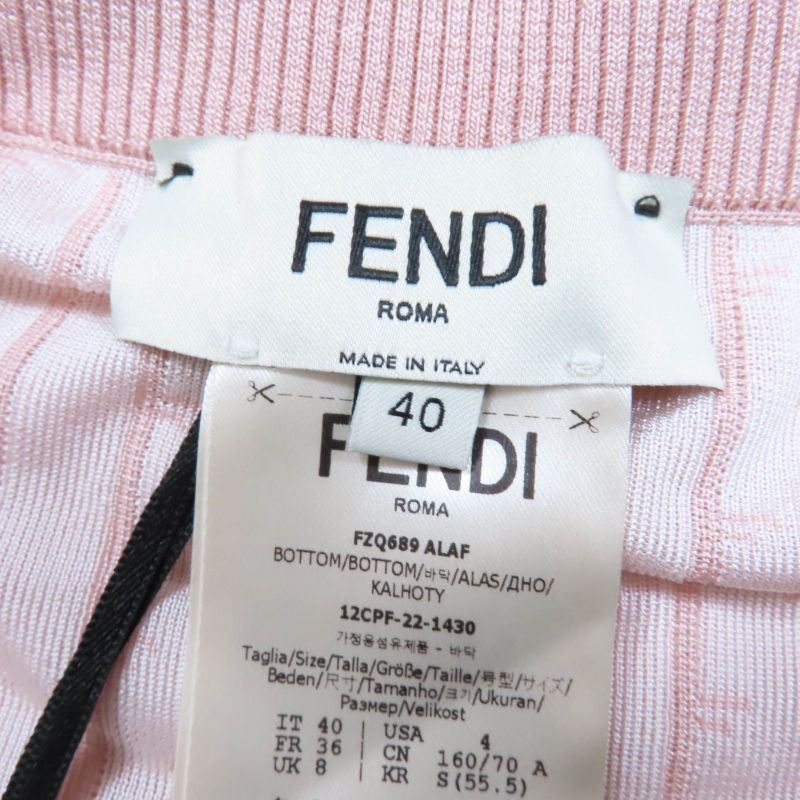 FENDI
ROMA
MADE IN ITALY
40
FENDI
ROMA
FZQ689 ALAF
BOTTOM/BOTTOM/바닥/ALAS/ДНО/
KALHOTY
12CPF-22-1430
가정용섬유제품 - 바닥
Taglia/Size/Talla/Größe/Taille/号型/サイズ/
Beden/尺寸/Tamanho/크기/Ukuran/
Размер/Velikost
IT 40 USA 4
FR 36 CN 160/70 A
UK 8 KR S(55.5)